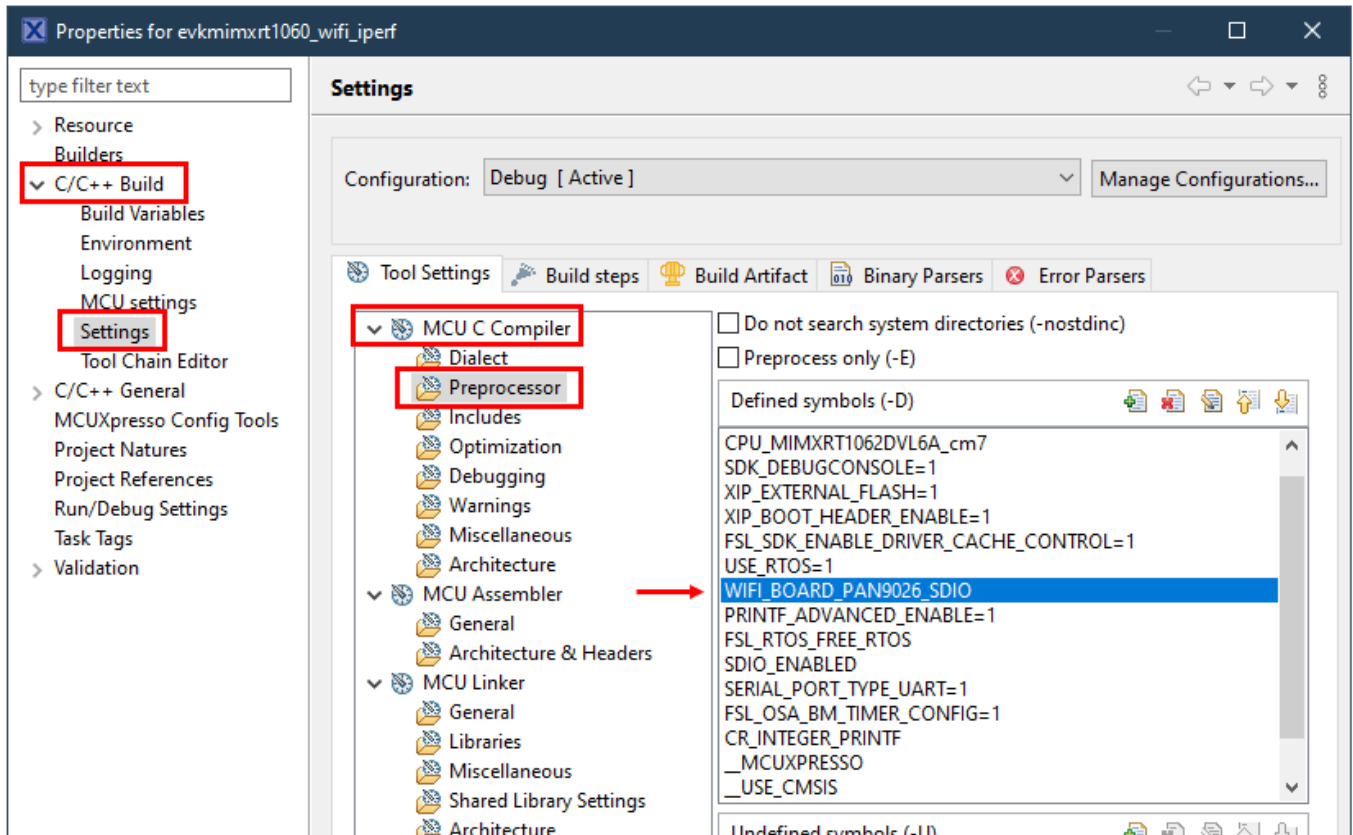 Properties for evkmimxrt1060_wifi_iperf
type filter text
Resource
Builders
C/C++ Build
Build Variables
Environment
Logging
MCU settings
Settings
Tool Chain Editor
C/C++ General
MCUXpresso Config Tools
Project Natures
Project References
Run/Debug Settings
Task Tags
Validation
Settings
Configuration: Debug [ Active ] Manage Configurations...
Tool Settings Build steps Build Artifact Binary Parsers Error Parsers
MCU C Compiler
Dialect
Preprocessor
Includes
Optimization
Debugging
Warnings
Miscellaneous
Architecture
MCU Assembler
General
Architecture & Headers
MCU Linker
General
Libraries
Miscellaneous
Shared Library Settings
Architecture
Do not search system directories (-nostdinc)
Preprocess only (-E)
Defined symbols (-D)
CPU_MIMXRT1062DVL6A_cm7
SDK_DEBUGCONSOLE=1
XIP_EXTERNAL_FLASH=1
XIP_BOOT_HEADER_ENABLE=1
FSL_SDK_ENABLE_DRIVER_CACHE_CONTROL=1
USE_RTOS=1
WIFI_BOARD_PAN9026_SDIO
PRINTF_ADVANCED_ENABLE=1
FSL_RTOS_FREE_RTOS
SDIO_ENABLED
SERIAL_PORT_TYPE_UART=1
FSL_OSA_BM_TIMER_CONFIG=1
CR_INTEGER_PRINTF
__MCUXPRESSO
__USE_CMSIS
Undefined symbols (-U)